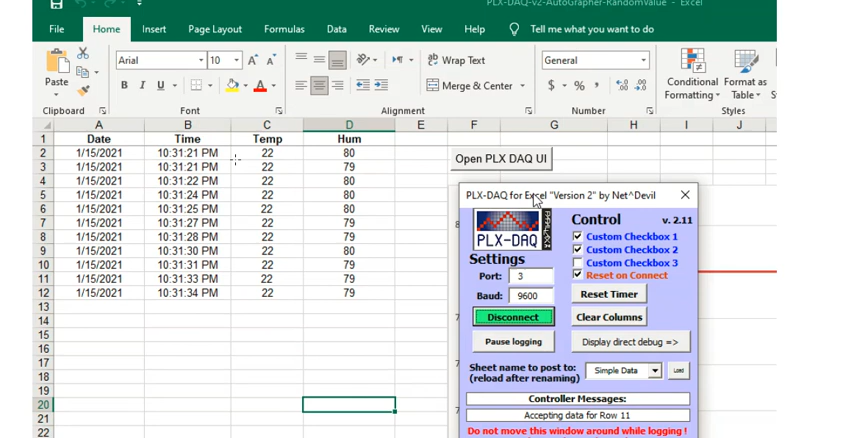 PLX-DAQ-v2-AutoGrapher-RandomValue - Excel
File Home Insert Page Layout Formulas Data Review View Help Tell me what you want to do
Arial 10 A A Wrap Text General
Paste B I U A Merge & Center $ % , Conditional Formatting Format as Table
Clipboard Font Alignment Number Styles
A B C D E F G H I J
1 Date Time Temp Hum
2 1/15/2021 10:31:21 PM 22 80
3 1/15/2021 10:31:21 PM 22 79
4 1/15/2021 10:31:22 PM 22 80
5 1/15/2021 10:31:24 PM 22 80
6 1/15/2021 10:31:25 PM 22 80
7 1/15/2021 10:31:27 PM 22 79
8 1/15/2021 10:31:28 PM 22 79
9 1/15/2021 10:31:30 PM 22 80
10 1/15/2021 10:31:31 PM 22 79
11 1/15/2021 10:31:33 PM 22 79
12 1/15/2021 10:31:34 PM 22 79
13
14
15
16
17
18
19
20
21
22
Open PLX DAQ UI
PLX-DAQ for Excel "Version 2" by Net^Devil
PLX-DAQ PARALLAX
Control v. 2.11
Custom Checkbox 1
Custom Checkbox 2
Custom Checkbox 3
Reset on Connect
Settings
Port: 3 Reset Timer
Baud: 9600
Disconnect Clear Columns
Pause logging Display direct debug =>
Sheet name to post to:
(reload after renaming) Simple Data Load
Controller Messages:
Accepting data for Row 11
Do not move this window around while logging !